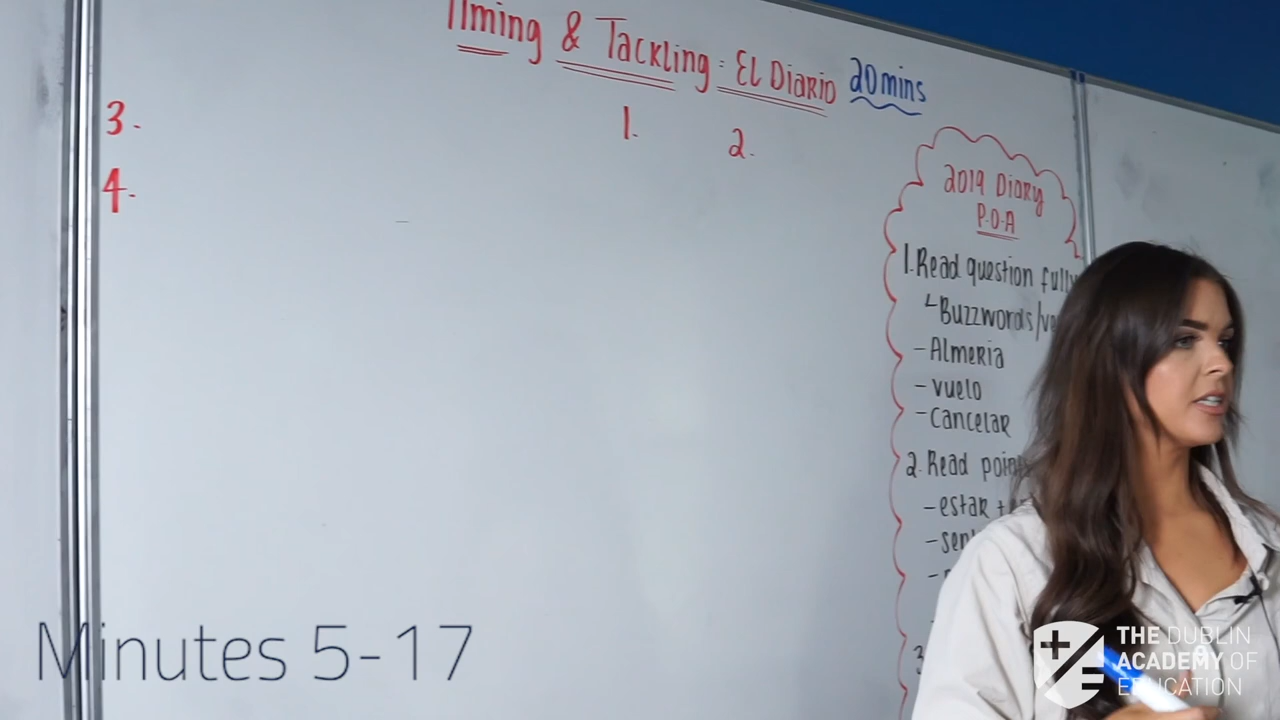 Timing & Tackling: El Diario 20mins
1. 2.
3.
4.
2019 Diary
P.O.A
1. Read question fully
Buzzwords/
- Almeria
- vuelo
- cancelar
2. Read
- estar +
-
-
3
Minutes 5-17
THE DUBLIN
ACADEMY OF
EDUCATION